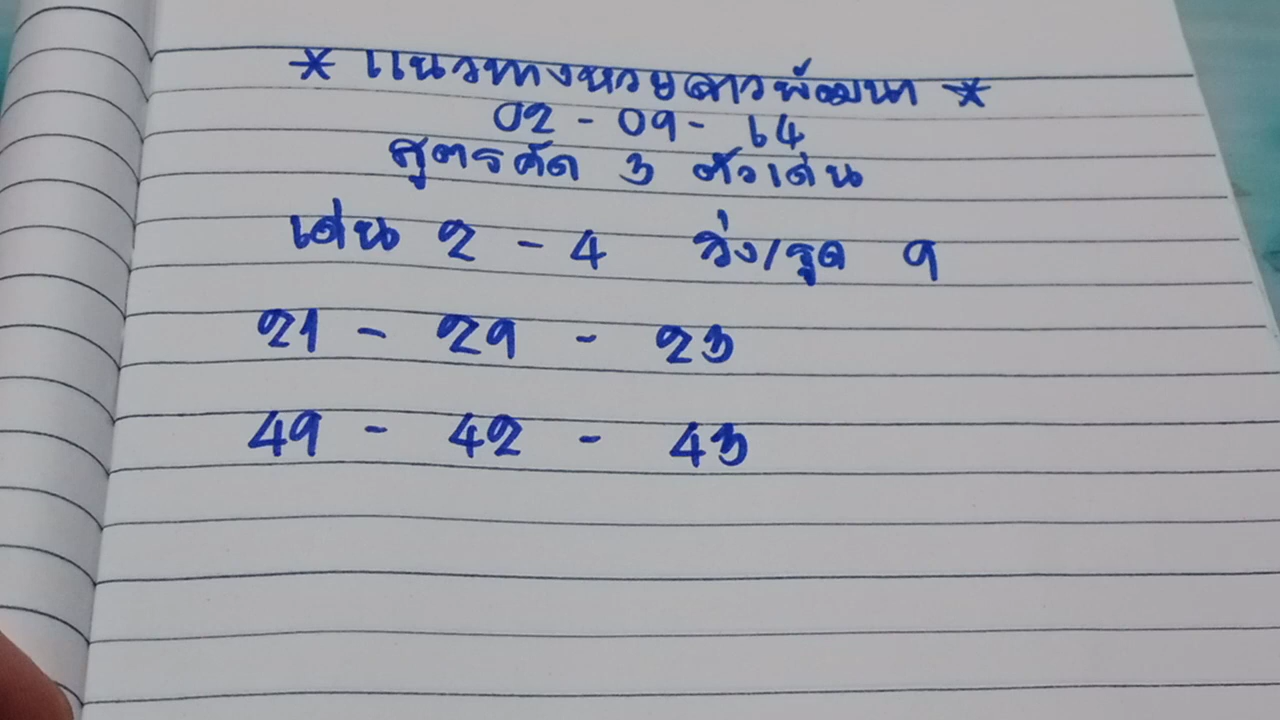 * แนวทางหวยลาวพัฒนา *
02 - 09 - 64
สูตรคัด 3 ตัวเด่น
เด่น 2 - 4 วิ่ง/รูด 9
21 - 29 - 23
49 - 42 - 43